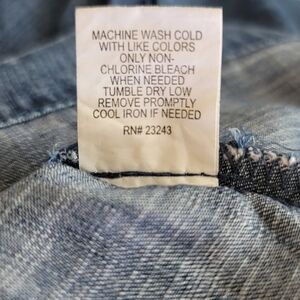 MACHINE WASH COLD
WITH LIKE COLORS
ONLY NON-
CHLORINE BLEACH
WHEN NEEDED
TUMBLE DRY LOW
REMOVE PROMPTLY
COOL IRON IF NEEDED
RN# 23243